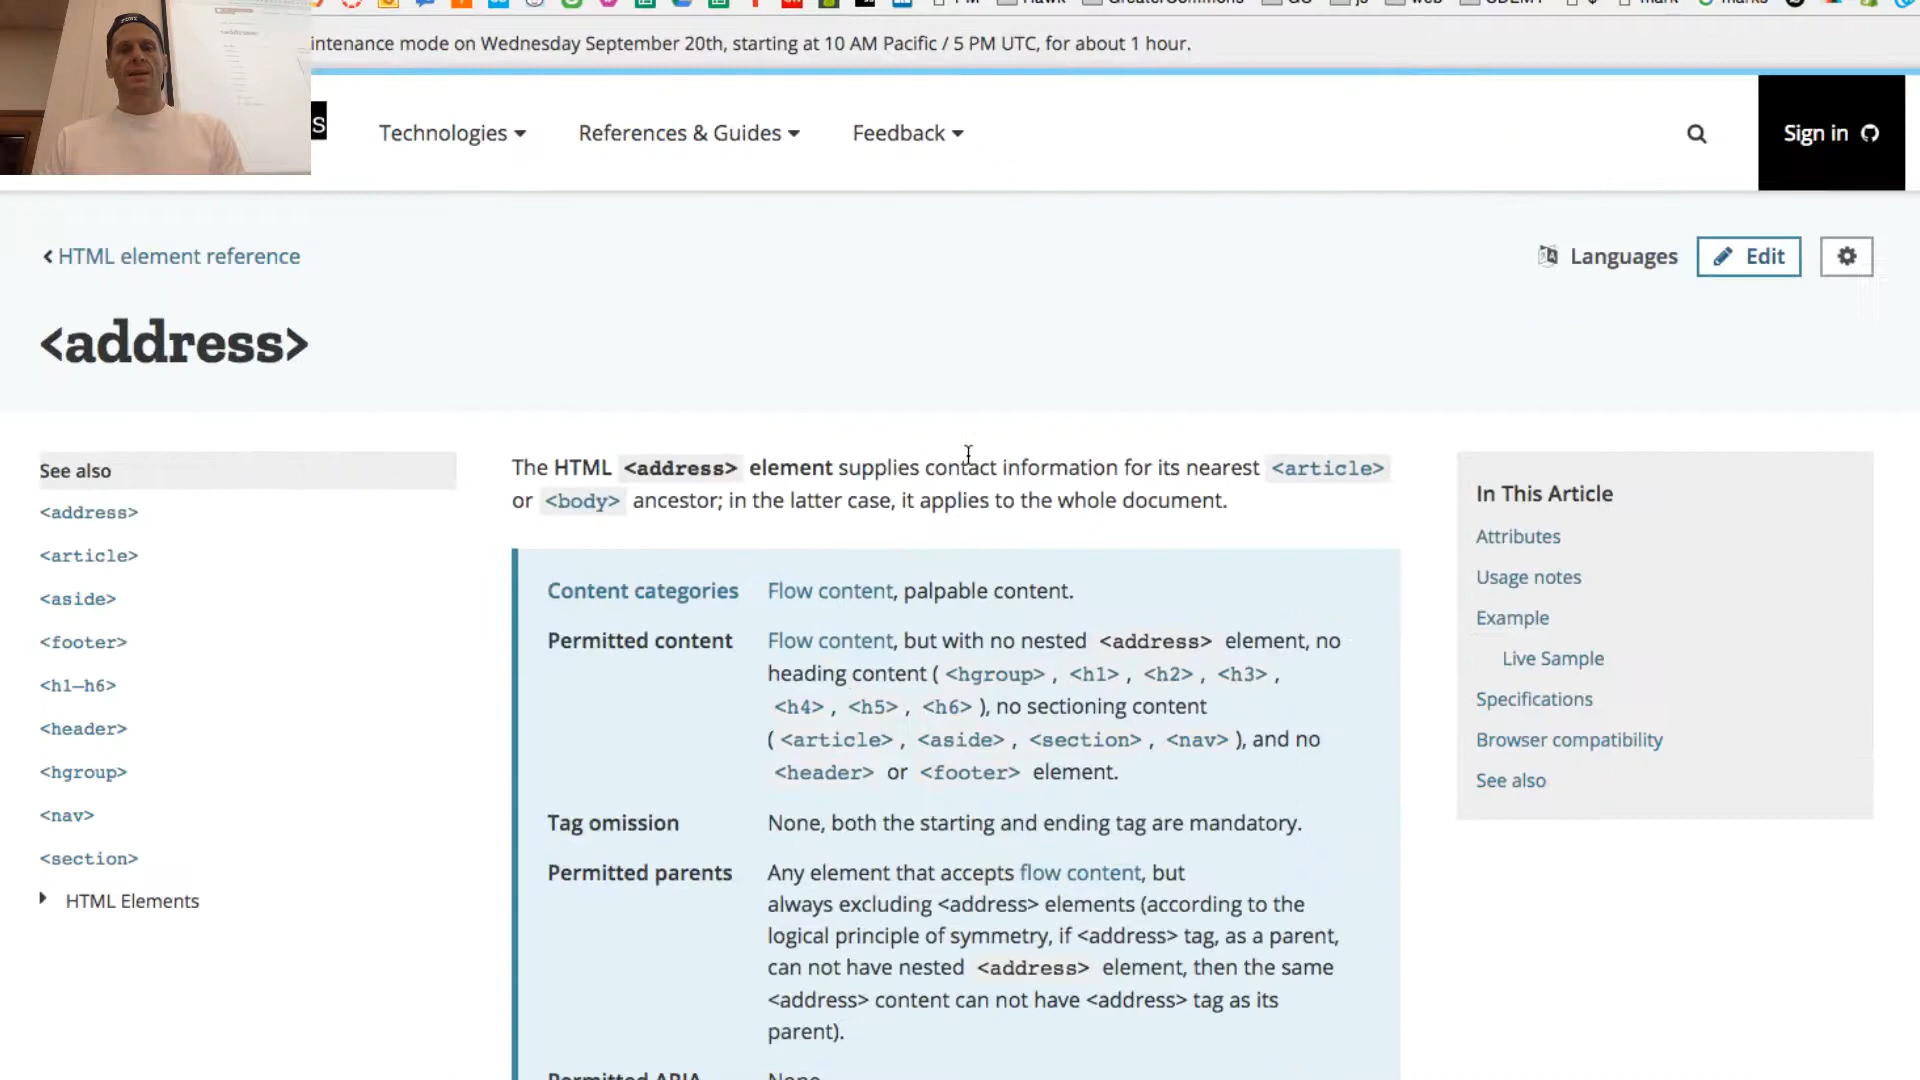 intenance mode on Wednesday September 20th, starting at 10 AM Pacific / 5 PM UTC, for about 1 hour.
S
Technologies
References & Guides
Feedback
Sign in
HTML element reference
Languages
Edit
<address>
See also
<address>
<article>
<aside>
<footer>
<h1–h6>
<header>
<hgroup>
<nav>
<section>
HTML Elements
The HTML <address> element supplies contact information for its nearest <article>
or <body> ancestor; in the latter case, it applies to the whole document.
Content categories Flow content, palpable content.
Permitted content Flow content, but with no nested <address> element, no
heading content ( <hgroup> , <h1> , <h2> , <h3> ,
<h4> , <h5> , <h6> ), no sectioning content
( <article> , <aside> , <section> , <nav> ), and no
<header> or <footer> element.
Tag omission None, both the starting and ending tag are mandatory.
Permitted parents Any element that accepts flow content, but
always excluding <address> elements (according to the
logical principle of symmetry, if <address> tag, as a parent,
can not have nested <address> element, then the same
<address> content can not have <address> tag as its
parent).
Permitted ARIA None
In This Article
Attributes
Usage notes
Example
Live Sample
Specifications
Browser compatibility
See also